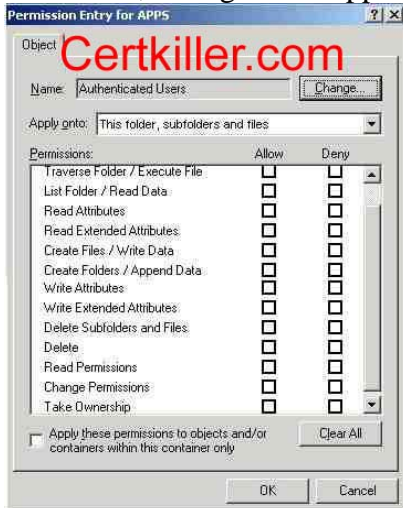 Permission Entry for APPS
Object
Certkiller.com
Name: Authenticated Users Change...
Apply onto: This folder, subfolders and files
Permissions: Allow Deny
Traverse Folder / Execute File
List Folder / Read Data
Read Attributes
Read Extended Attributes
Create Files / Write Data
Create Folders / Append Data
Write Attributes
Write Extended Attributes
Delete Subfolders and Files
Delete
Read Permissions
Change Permissions
Take Ownership
Apply these permissions to objects and/or
containers within this container only
Clear All
OK Cancel